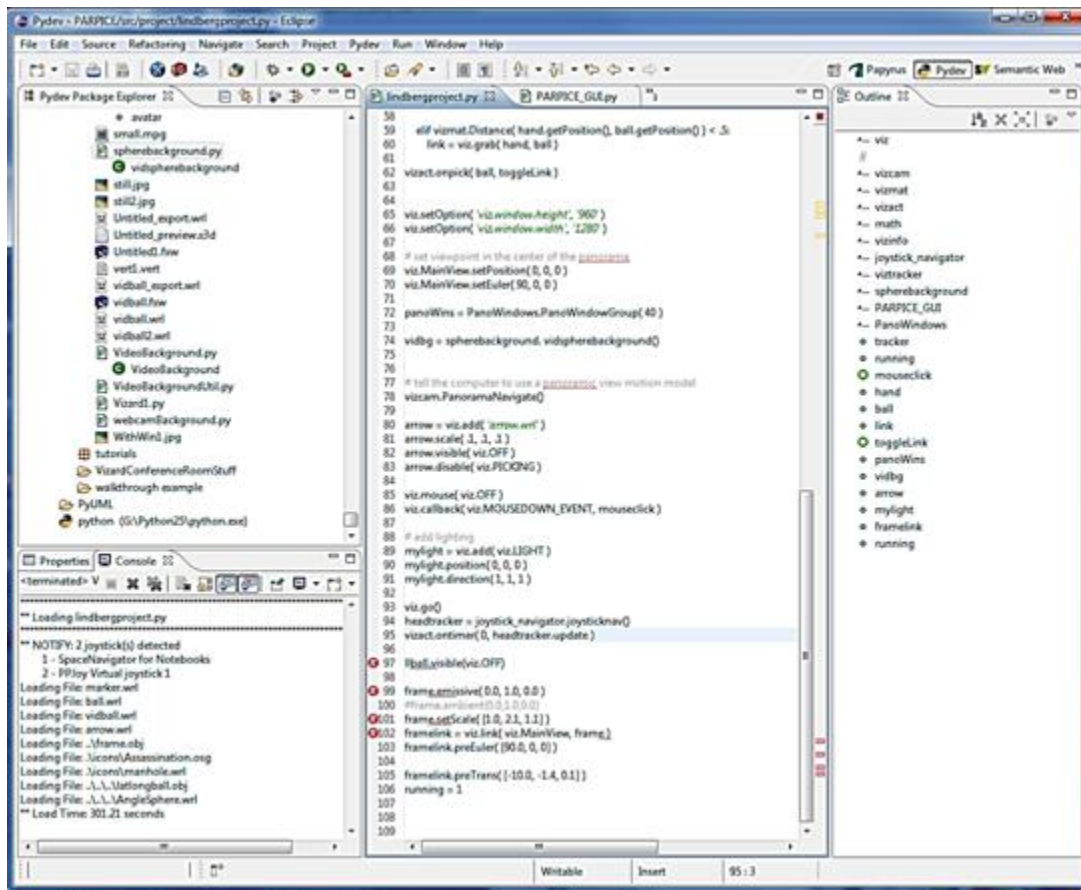 Pydev - PARPICE/src/project/lindbergproject.py - Eclipse
File Edit Source Refactoring Navigate Search Project Pydev Run Window Help
Papyrus Pydev Semantic Web
Pydev Package Explorer
avatar
small.mpg
spherebackground.py
vidspherebackground
still.jpg
still2.jpg
Untitled_export.wrl
Untitled_preview.x3d
Untitled1.fxw
vert1.vert
vidball_export.wrl
vidball.fxw
vidball.wrl
vidball2.wrl
VideoBackground.py
VideoBackground
VideoBackgroundUtil.py
Vizard1.py
webcamBackground.py
WithWin1.jpg
tutorials
VizardConferenceRoomStuff
walkthrough example
PyUML
python (G:\Python25\python.exe)
Properties Console
<terminated> V
** Loading lindbergproject.py
** NOTIFY: 2 joystick(s) detected
1 - SpaceNavigator for Notebooks
2 - PPJoy Virtual joystick 1
Loading File: marker.wrl
Loading File: ball.wrl
Loading File: vidball.wrl
Loading File: arrow.wrl
Loading File: ..\frame.obj
Loading File: .\icons\Assassination.osg
Loading File: .\icons\manhole.wrl
Loading File: ..\..\..\latlongball.obj
Loading File: ..\..\..\AngleSphere.wrl
** Load Time: 301.21 seconds
lindbergproject.py PARPICE_GUI.py
58
59 elif vizmat.Distance( hand.getPosition(), ball.getPosition() ) < .5:
60 link = viz.grab( hand, ball )
61
62 vizact.onpick( ball, toggleLink )
63
64
65 viz.setOption( 'viz.window.height', '960' )
66 viz.setOption( 'viz.window.width', '1280' )
67
68 # set viewpoint in the center of the panorama
69 viz.MainView.setPosition( 0, 0, 0 )
70 viz.MainView.setEuler( 90, 0, 0 )
71
72 panoWins = PanoWindows.PanoWindowGroup( 40 )
73
74 vidbg = spherebackground. vidspherebackground()
75
76
77 # tell the computer to use a panoramic view motion model
78 vizcam.PanoramaNavigate()
79
80 arrow = viz.add( 'arrow.wrl' )
81 arrow.scale( .1, .1, .1 )
82 arrow.visible( viz.OFF )
83 arrow.disable( viz.PICKING )
84
85 viz.mouse( viz.OFF )
86 viz.callback( viz.MOUSEDOWN_EVENT, mouseclick )
87
88 # add lighting
89 mylight = viz.add( viz.LIGHT )
90 mylight.position( 0, 0, 0 )
91 mylight.direction( 1, 1, 1 )
92
93 viz.go()
94 headtracker = joystick_navigator.joysticknav()
95 vizact.ontimer( 0, headtracker.update )
96
97 llball.visible(viz.OFF)
98
99 frame.emissive( 0.0, 1.0, 0.0 )
100 #frame.ambient(0.0,1.0,0.0)
101 frame.setScale( [1.0, 2.1, 1.1] )
102 framelink = viz.link( viz.MainView, frame )
103 framelink.preEuler( [90.0, 0, 0] )
104
105 framelink.preTrans( [-10.0, -1.4, 0.1] )
106 running = 1
107
108
109
Outline
viz
vizcam
vizmat
vizact
math
vizinfo
joystick_navigator
viztracker
spherebackground
PARPICE_GUI
PanoWindows
tracker
running
mouseclick
hand
ball
link
toggleLink
panoWins
vidbg
arrow
mylight
framelink
running
Writable Insert 95 : 3